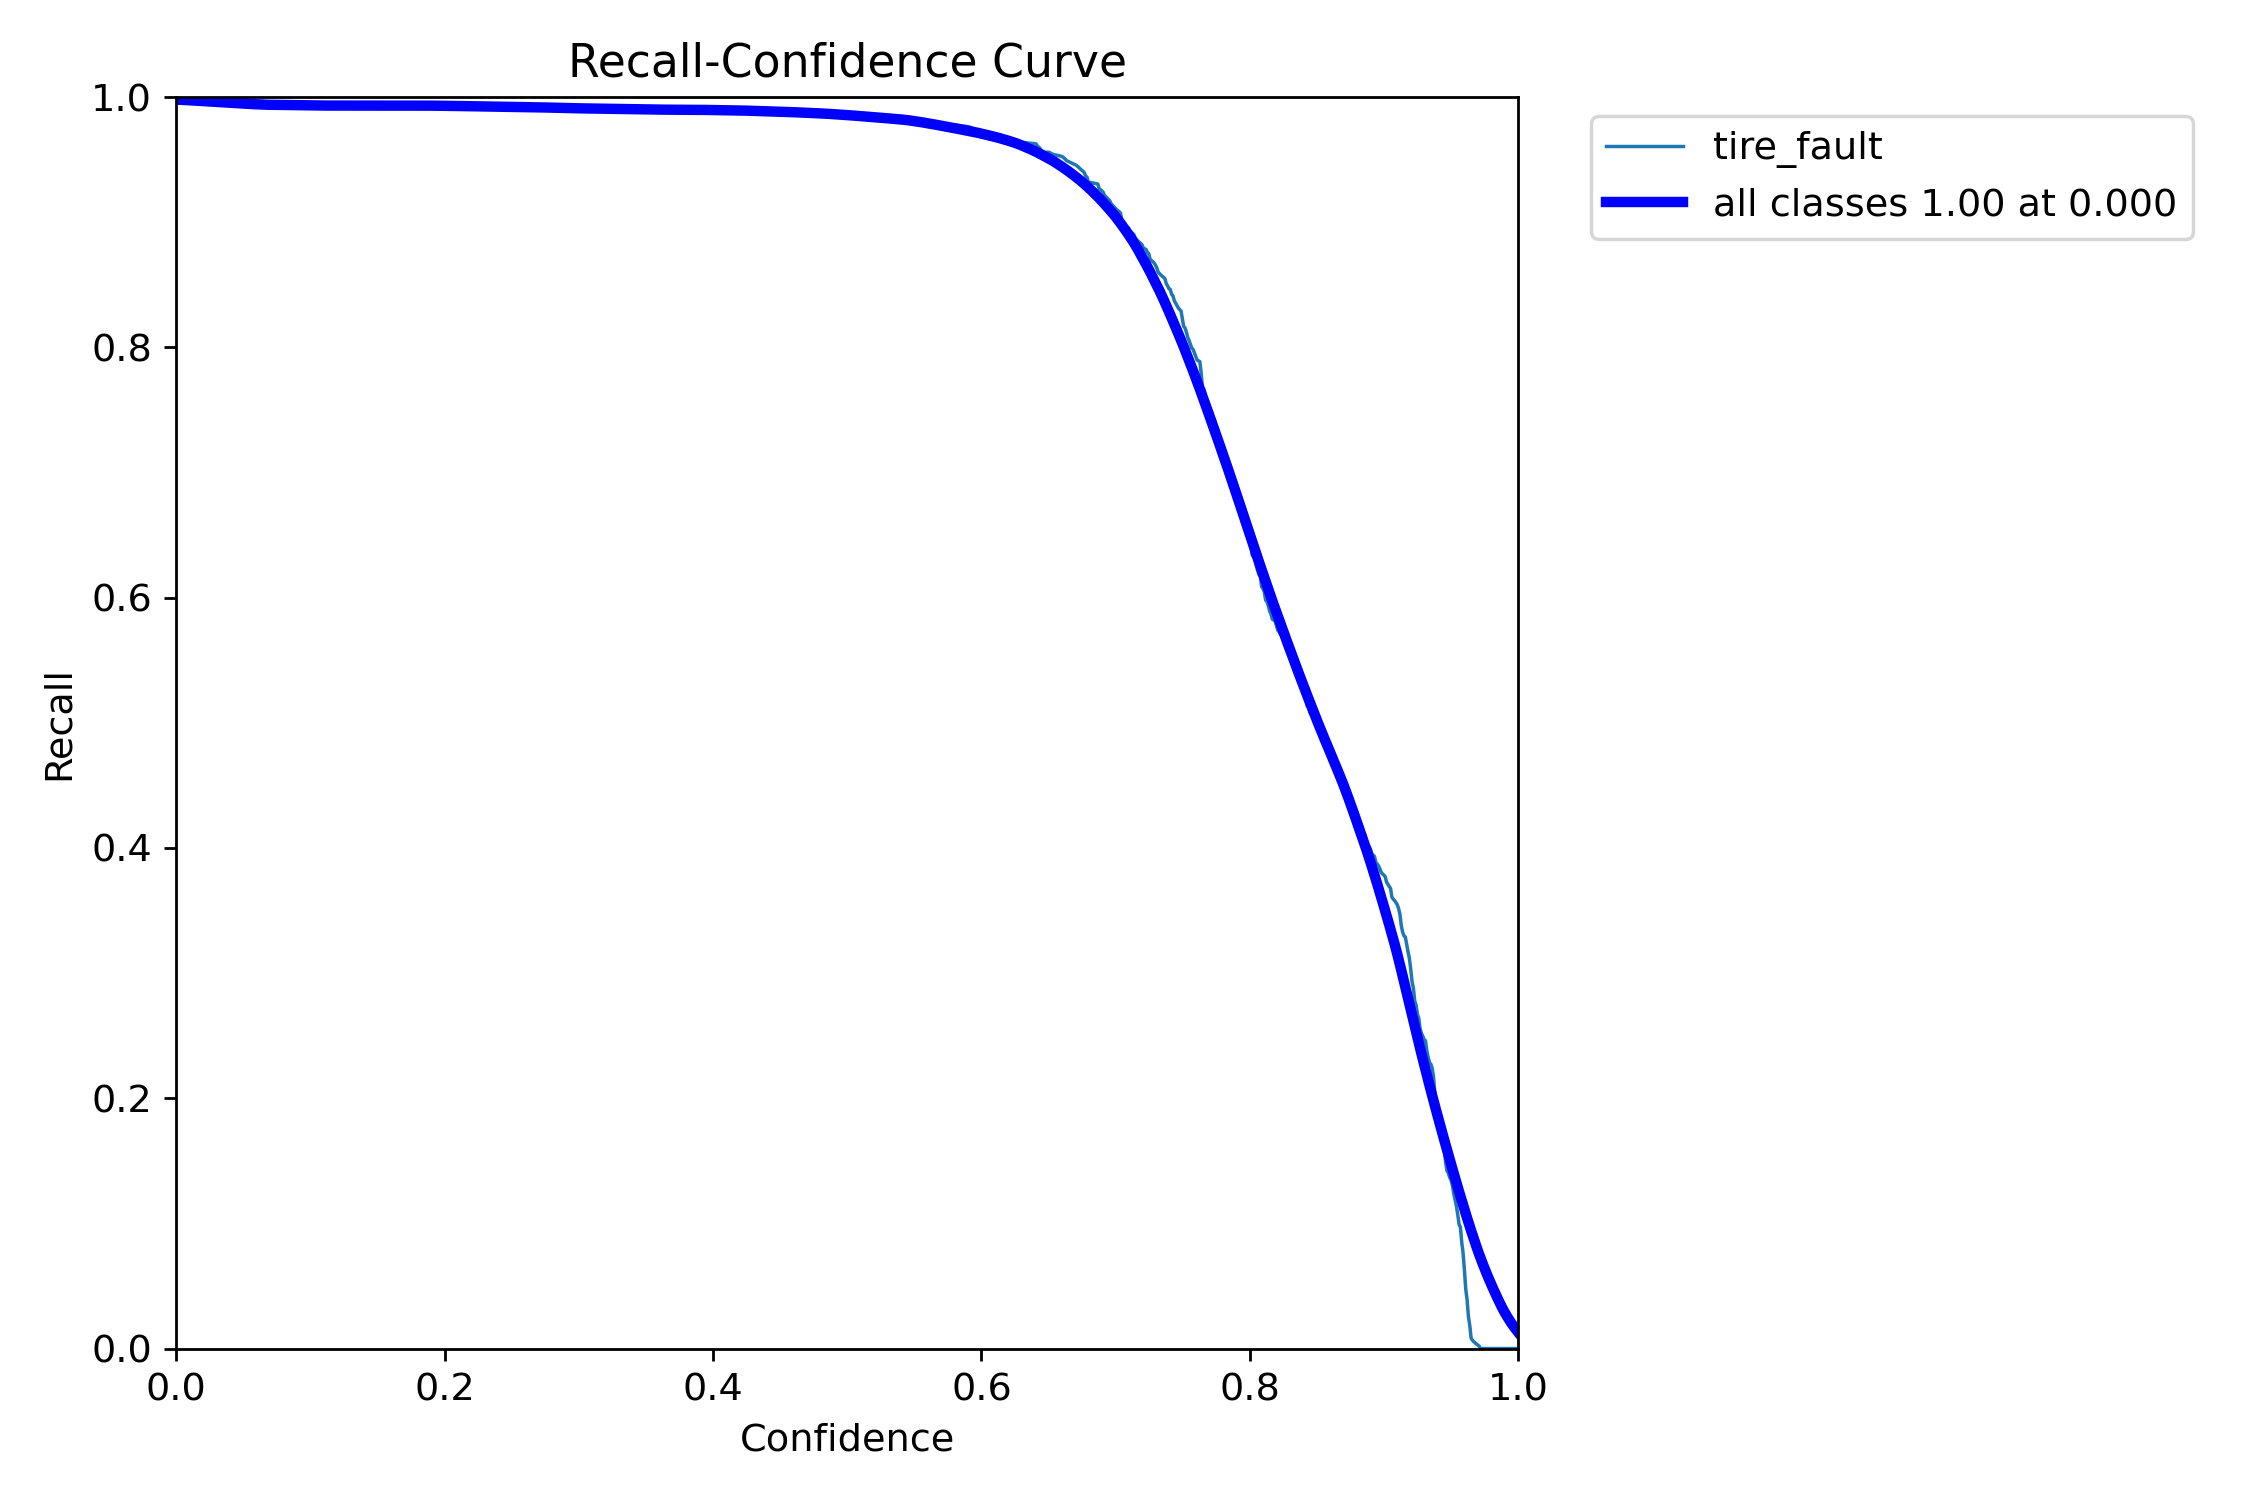 Recall-Confidence Curve
1.0
0.8
0.6
0.4
0.2
0.0
Recall
0.0 0.2 0.4 0.6 0.8 1.0
Confidence
tire_fault
all classes 1.00 at 0.000